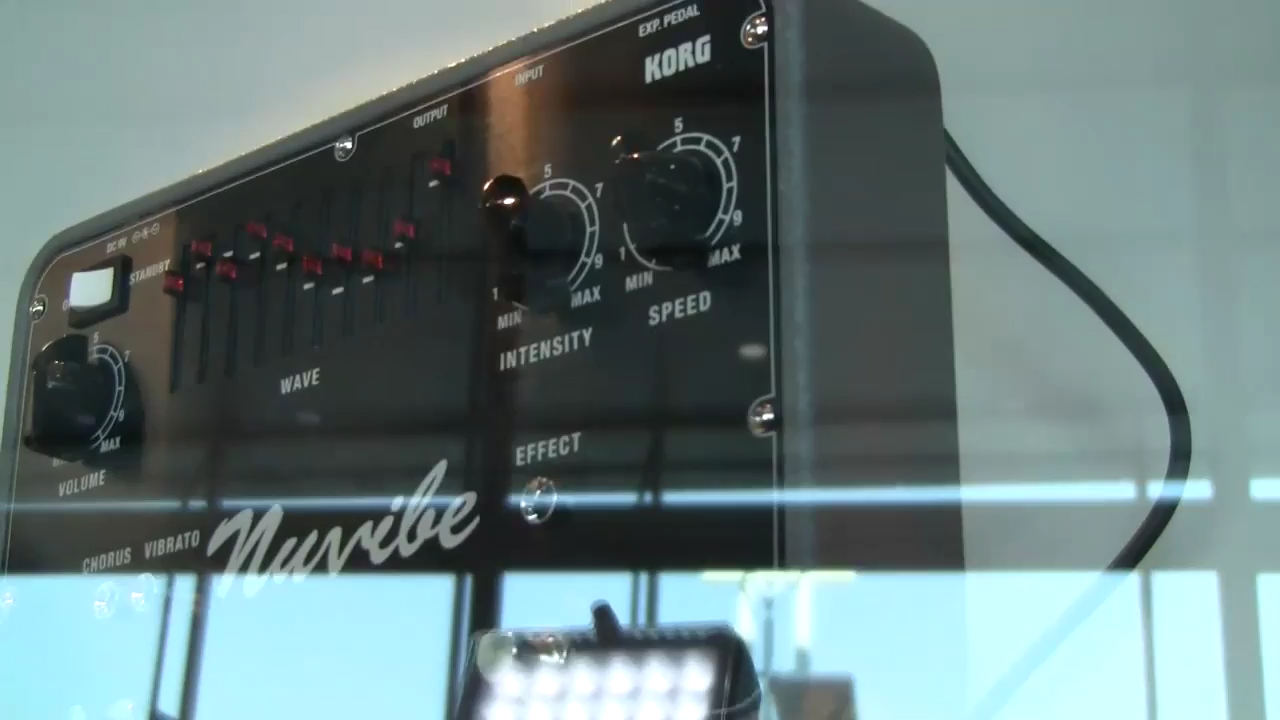 EXP. PEDAL
KORG
INPUT
OUTPUT
DC 9V
STANDBY
5
7
9
MAX
MIN
1
SPEED
5
7
9
MAX
MIN
1
INTENSITY
WAVE
5
7
9
MAX
VOLUME
EFFECT
CHORUS VIBRATO
Nuvibe